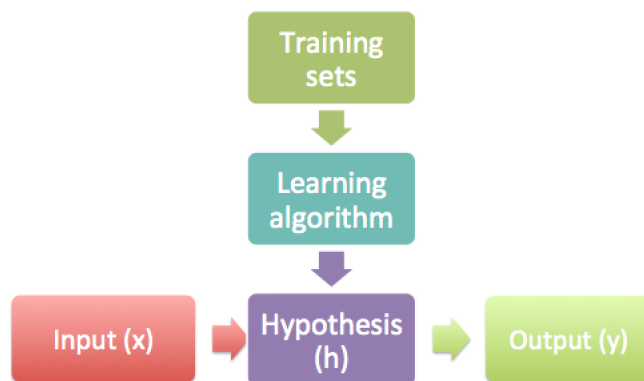 Training
sets
Learning
algorithm
Input (x)
Hypothesis
(h)
Output (y)